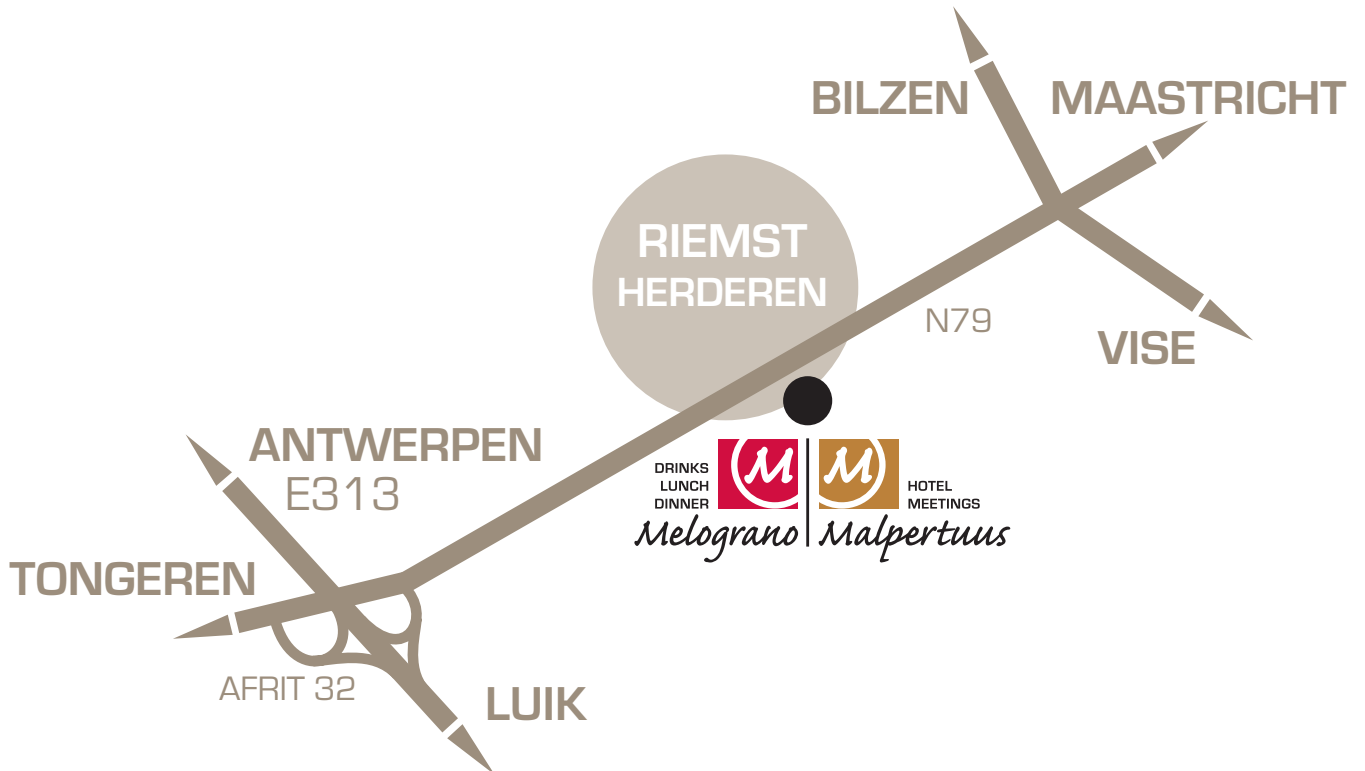 BILZEN
MAASTRICHT
RIEMST
HERDEREN
N79
VISE
ANTWERPEN
E313
DRINKS
LUNCH
DINNER
M
M
HOTEL
MEETINGS
Melograno
Malpertuus
TONGEREN
AFRIT 32
LUIK